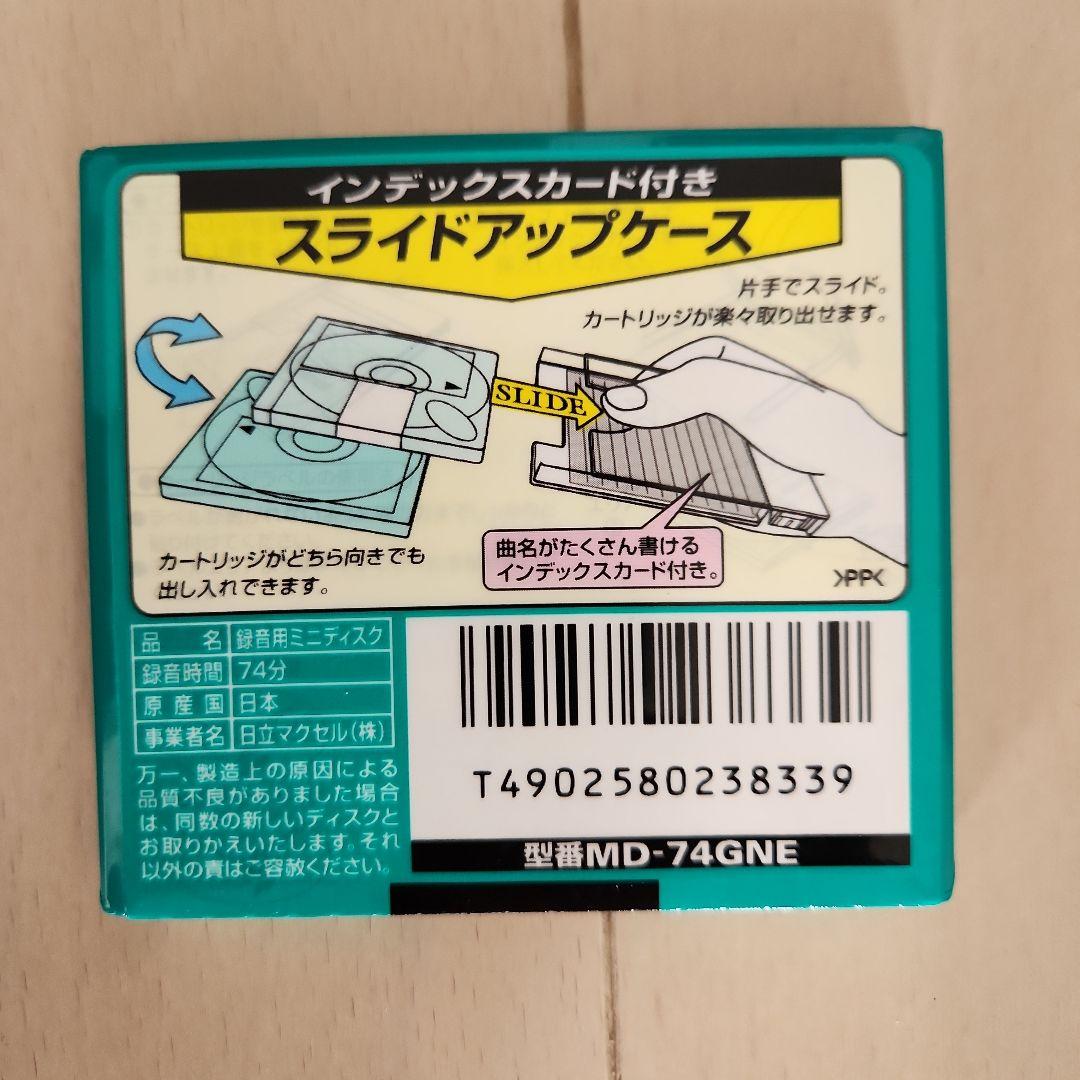 インデックスカード付き
スライドアップケース
片手でスライド。
カートリッジが楽々取り出せます。
SLIDE
カートリッジがどちら向きでも
出し入れできます。
曲名がたくさん書ける
インデックスカード付き。
>PP<
品名 録音用ミニディスク
録音時間 74分
原産国 日本
事業者名 日立マクセル(株)
万一、製造上の原因による
品質不良がありました場合
は、同数の新しいディスクと
お取りかえいたします。それ
以外の責はご容赦ください。
T4902580238339
型番MD-74GNE